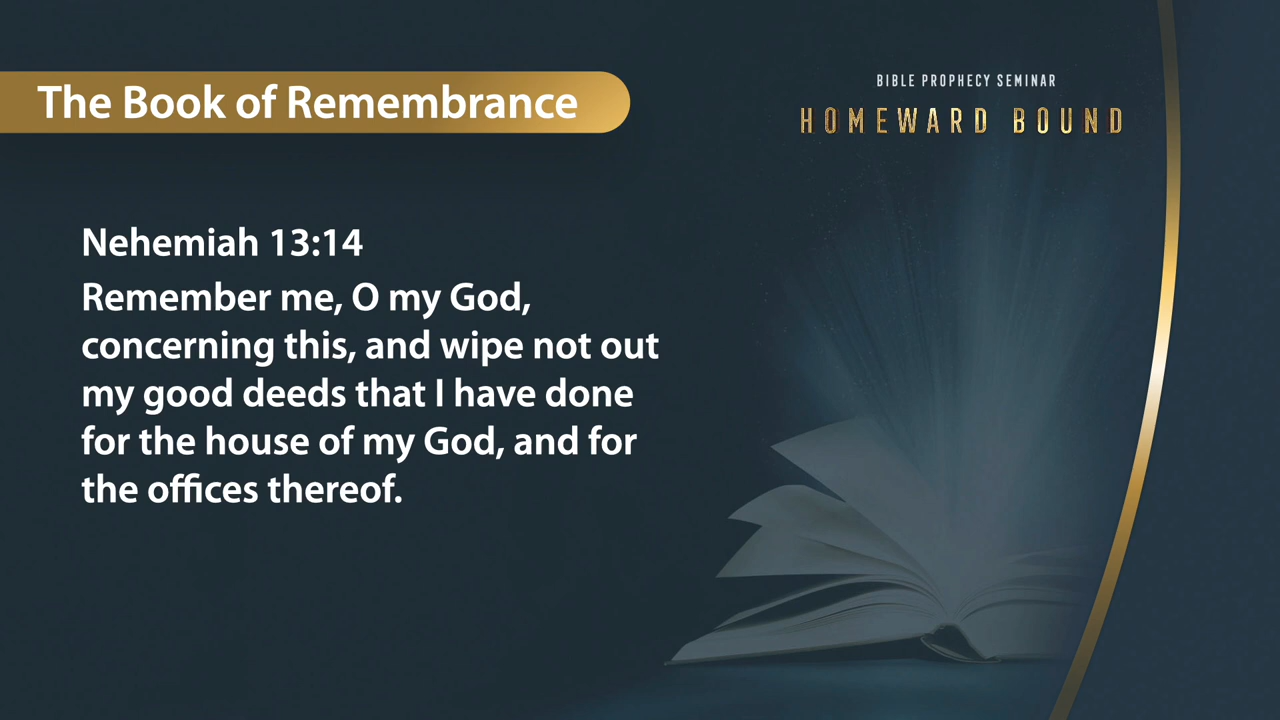 The Book of Remembrance
BIBLE PROPHECY SEMINAR
HOMEWARD BOUND
Nehemiah 13:14
Remember me, O my God,
concerning this, and wipe not out
my good deeds that I have done
for the house of my God, and for
the offices thereof.